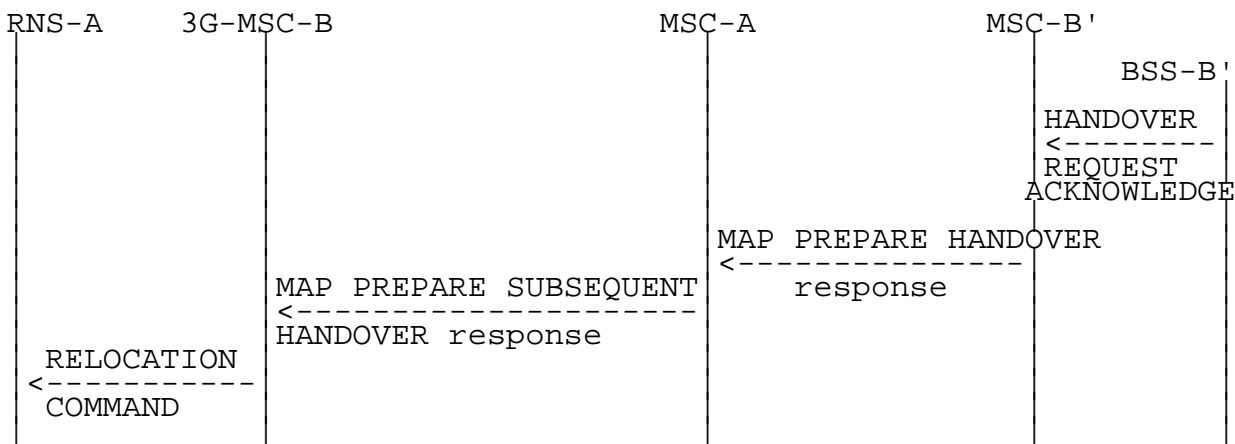 RNS-A 3G-MSC-B MSC-A MSC-B'
BSS-B'
HANDOVER
REQUEST
ACKNOWLEDGE
MAP PREPARE HANDOVER
response
MAP PREPARE SUBSEQUENT
HANDOVER response
RELOCATION
COMMAND